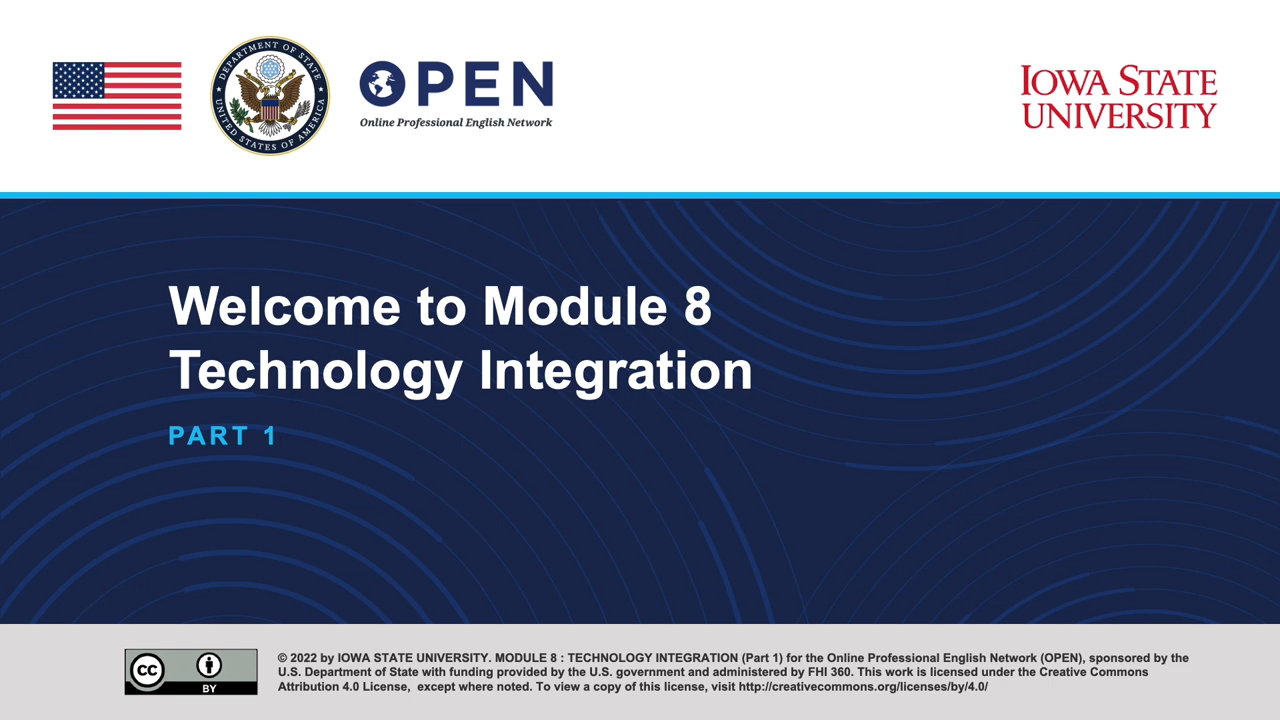 DEPARTMENT OF STATE
UNITED STATES OF AMERICA
OPEN
Online Professional English Network
IOWA STATE
UNIVERSITY
Welcome to Module 8
Technology Integration
PART 1
CC
BY
© 2022 by IOWA STATE UNIVERSITY. MODULE 8 : TECHNOLOGY INTEGRATION (Part 1) for the Online Professional English Network (OPEN), sponsored by the
U.S. Department of State with funding provided by the U.S. government and administered by FHI 360. This work is licensed under the Creative Commons
Attribution 4.0 License, except where noted. To view a copy of this license, visit http://creativecommons.org/licenses/by/4.0/